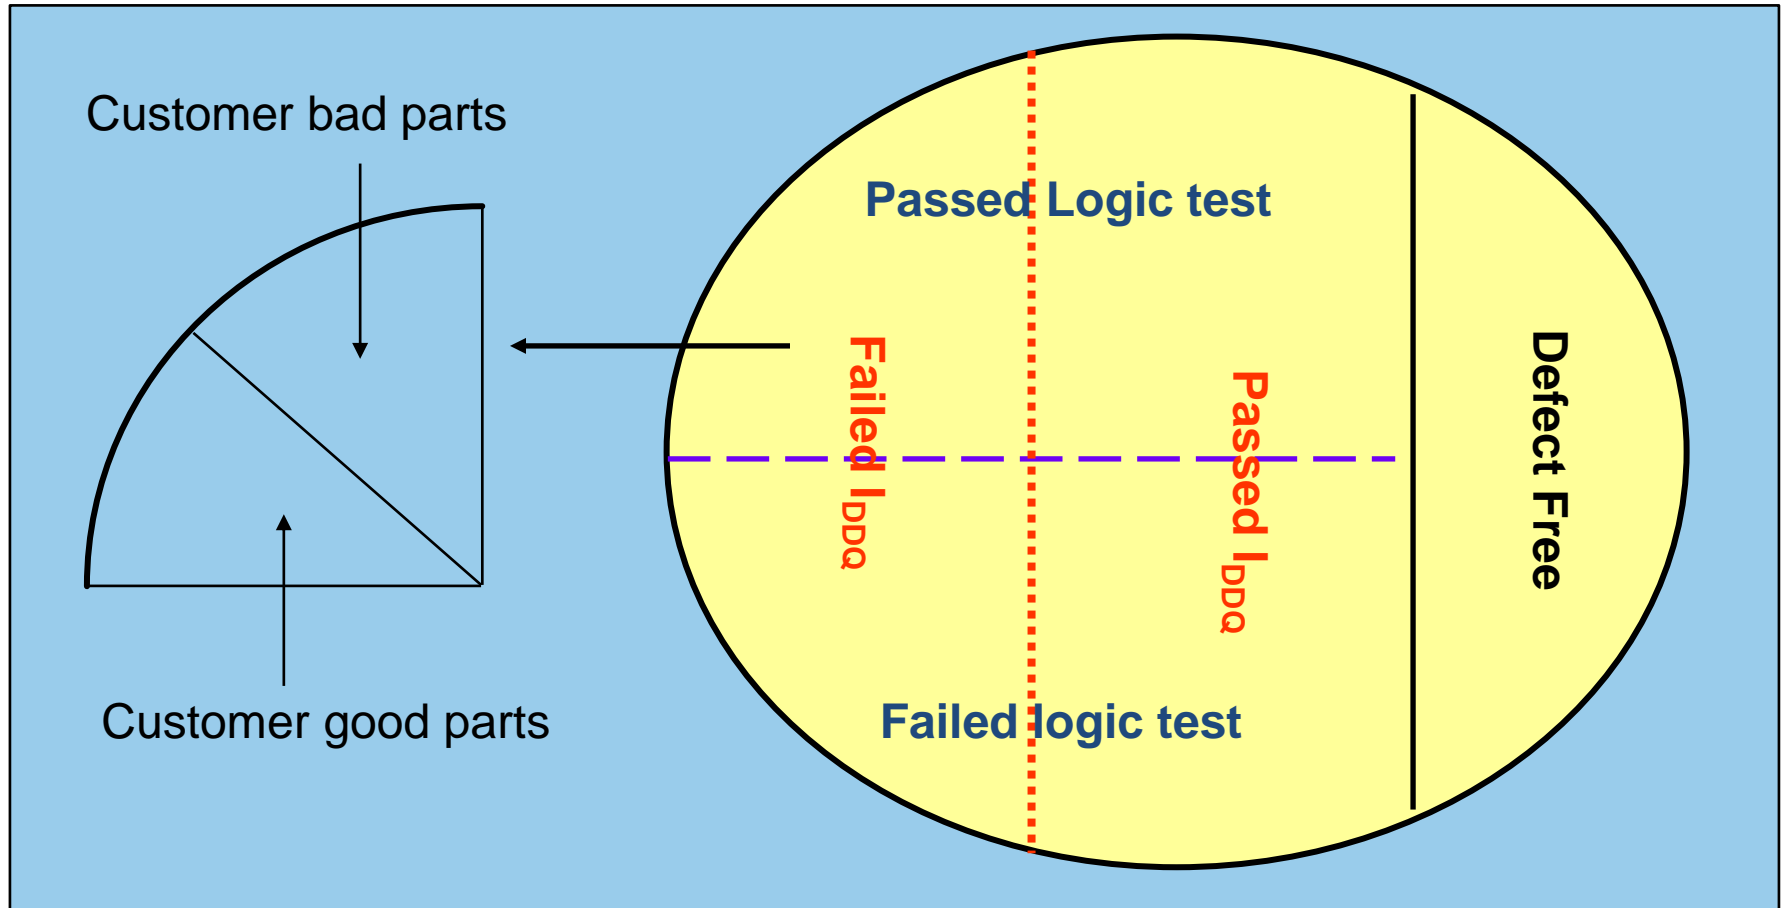 Customer bad parts
Passed Logic test
Failed IDDQ
Passed IDDQ
Defect Free
Customer good parts
Failed logic test